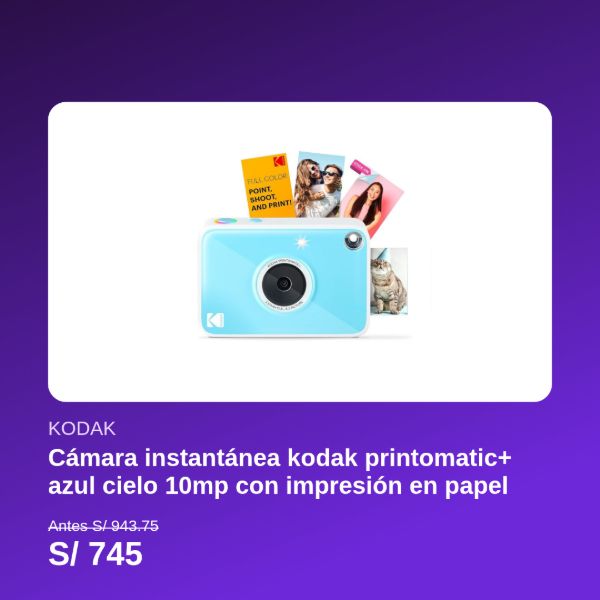 FULL-COLOR
POINT,
SHOOT,
AND PRINT!
KODAK
Cámara instantánea kodak printomatic+
azul cielo 10mp con impresión en papel
Antes S/ 943.75
S/ 745